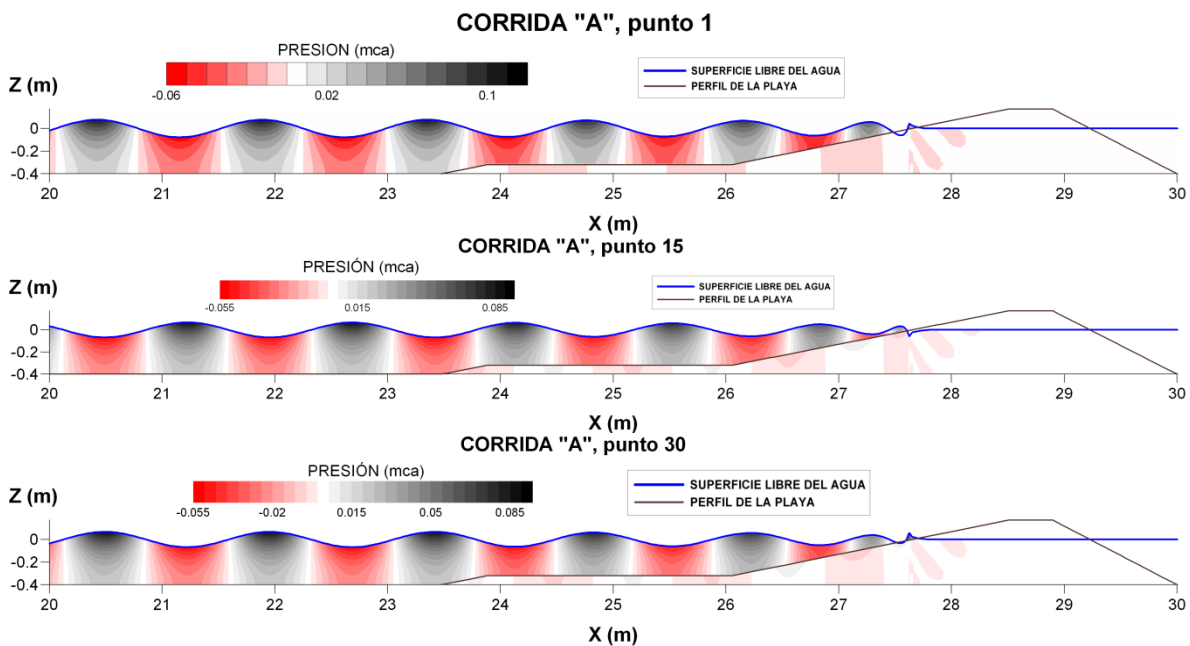 CORRIDA "A", punto 1
PRESION (mca)
-0.06 0.02 0.1
SUPERFICIE LIBRE DEL AGUA
PERFIL DE LA PLAYA
Z (m)
0
-0.2
-0.4
20 21 22 23 24 25 26 27 28 29 30
X (m)
CORRIDA "A", punto 15
PRESIÓN (mca)
-0.055 0.015 0.085
SUPERFICIE LIBRE DEL AGUA
PERFIL DE LA PLAYA
Z (m)
0
-0.2
-0.4
20 21 22 23 24 25 26 27 28 29 30
X (m)
CORRIDA "A", punto 30
PRESIÓN (mca)
-0.055 -0.02 0.015 0.05 0.085
SUPERFICIE LIBRE DEL AGUA
PERFIL DE LA PLAYA
Z (m)
0
-0.2
-0.4
20 21 22 23 24 25 26 27 28 29 30
X (m)